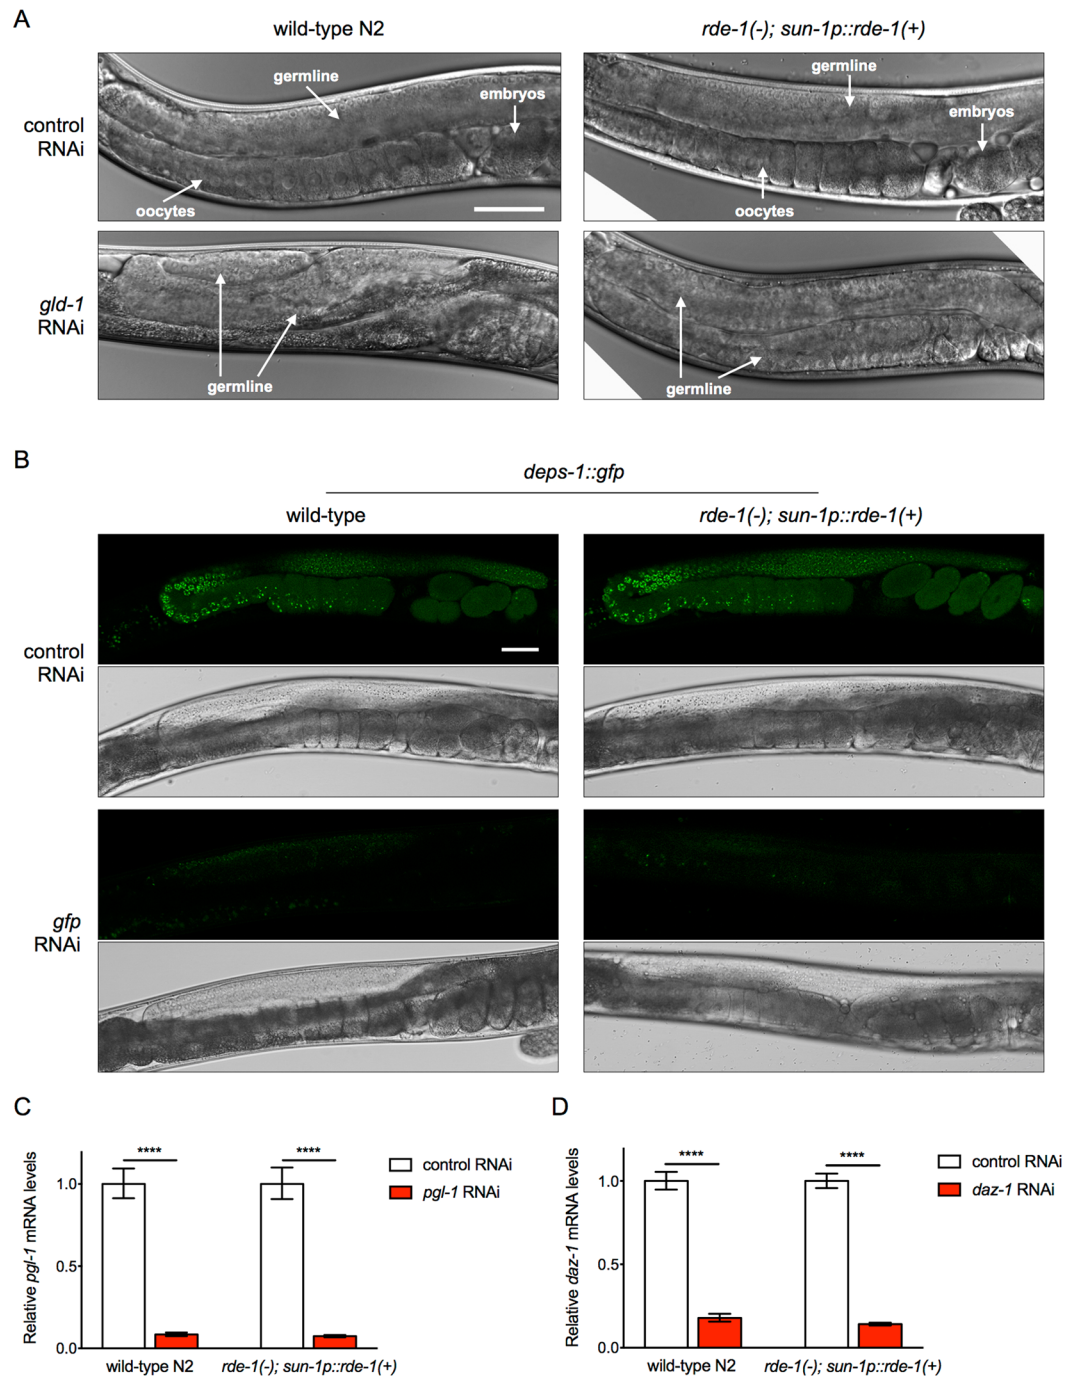 A
wild-type N2
rde-1(-); sun-1p::rde-1(+)
control
RNAi
germline
embryos
oocytes
germline
embryos
oocytes
gld-1
RNAi
germline
germline
B
deps-1::gfp
wild-type
rde-1(-); sun-1p::rde-1(+)
control
RNAi
gfp
RNAi
C
Relative pgl-1 mRNA levels
1.0
0.5
0.0
****
****
control RNAi
pgl-1 RNAi
wild-type N2
rde-1(-); sun-1p::rde-1(+)
D
Relative daz-1 mRNA levels
1.0
0.5
0.0
****
****
control RNAi
daz-1 RNAi
wild-type N2
rde-1(-); sun-1p::rde-1(+)